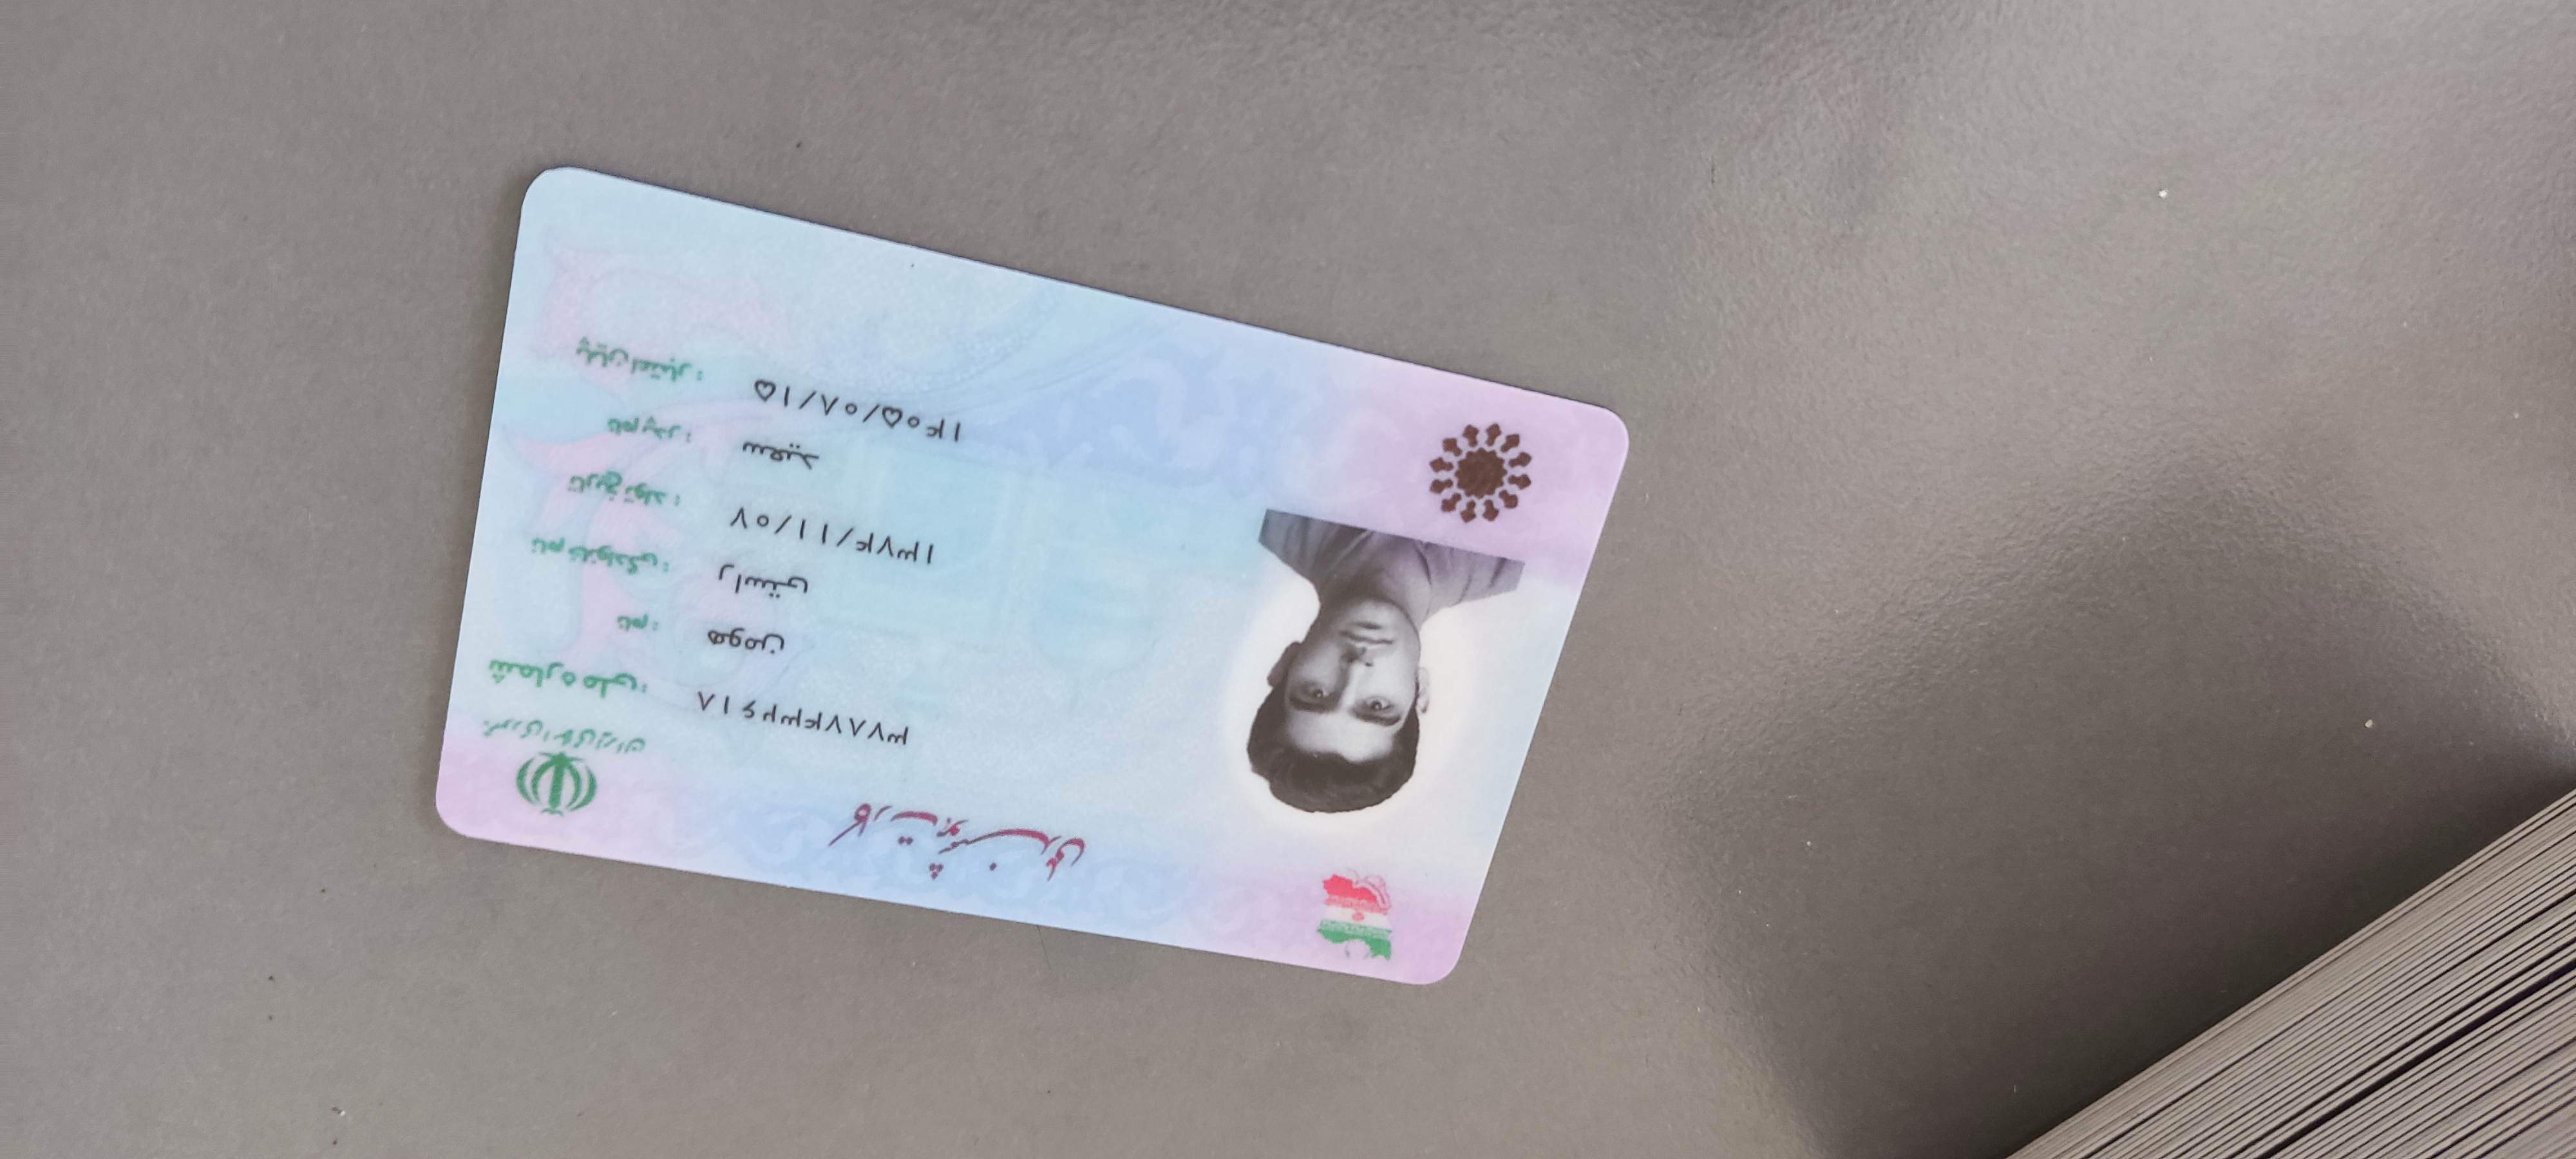 کارت هوشمند ملی
جمهوری اسلامی ایران
شماره ملی: ۳۷۸۷۴۳۲۶۱۸
نام: هومن
نام خانوادگی: راستی
تاریخ تولد: ۱۳۷۴/۱۱/۰۷
نام پدر: سعید
پایان اعتبار: ۱۴۰۵/۰۸/۱۵